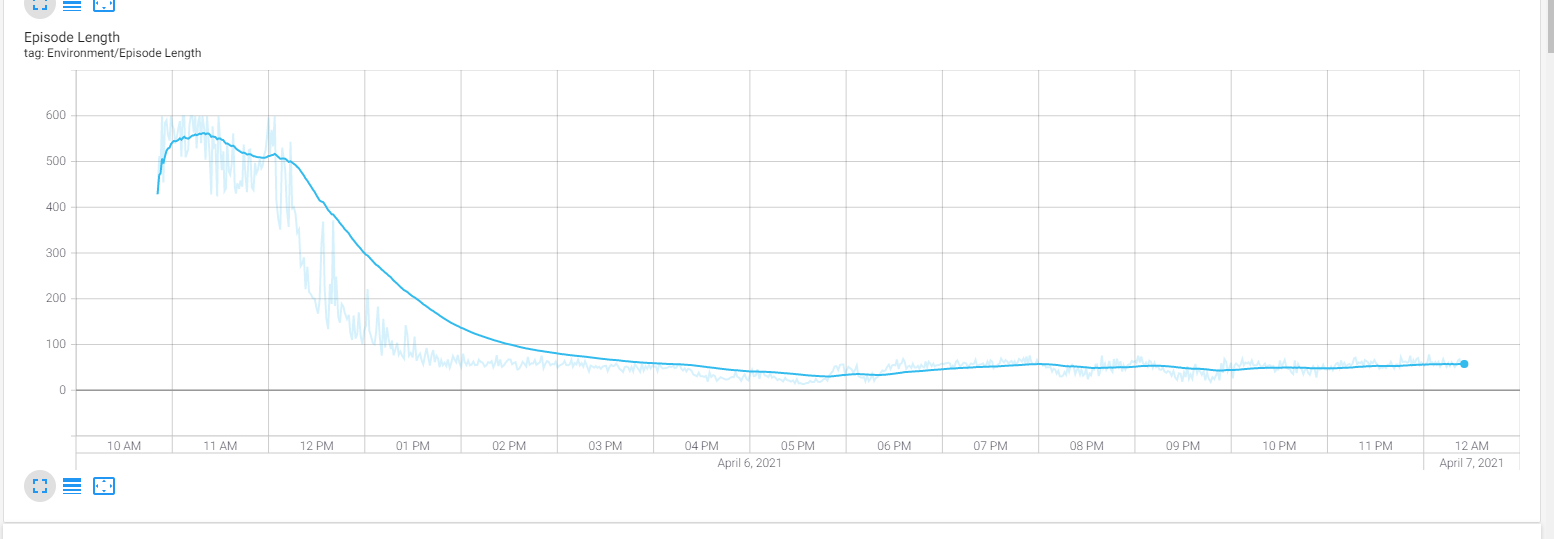 Episode Length
tag: Environment/Episode Length
600
500
400
300
200
100
0
10 AM 11 AM 12 PM 01 PM 02 PM 03 PM 04 PM 05 PM 06 PM 07 PM 08 PM 09 PM 10 PM 11 PM 12 AM
April 6, 2021 April 7, 2021